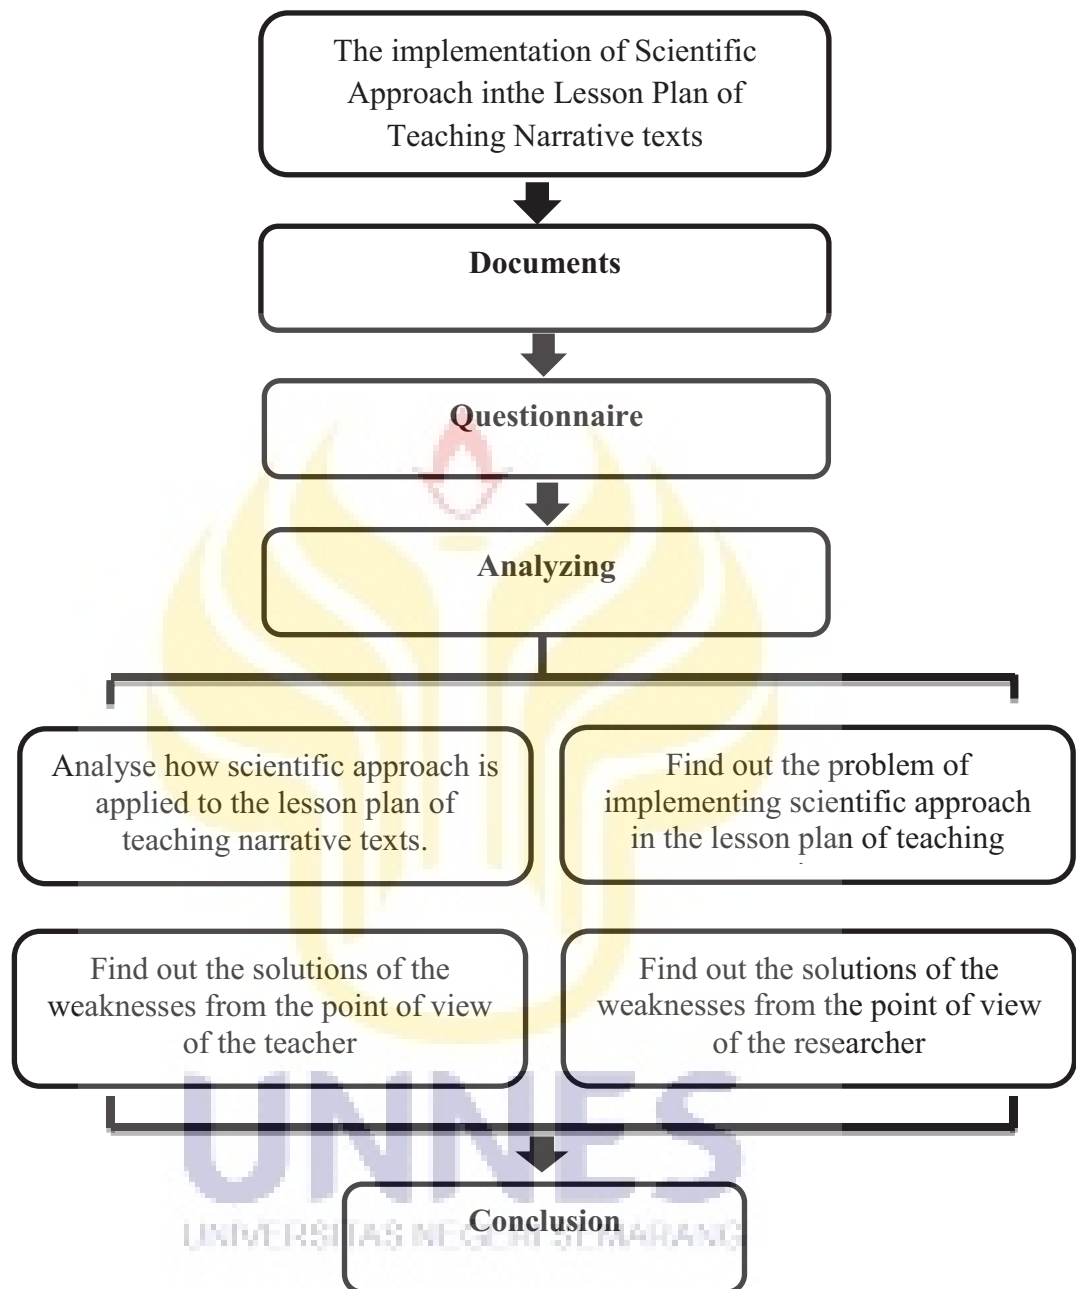 The implementation of Scientific
Approach inthe Lesson Plan of
Teaching Narrative texts
Documents
Questionnaire
Analyzing
Analyse how scientific approach is
applied to the lesson plan of
teaching narrative texts.
Find out the problem of
implementing scientific approach
in the lesson plan of teaching
Find out the solutions of the
weaknesses from the point of view
of the teacher
Find out the solutions of the
weaknesses from the point of view
of the researcher
Conclusion
UNNES
UNIVERSITAS NEGERI SEMARANG